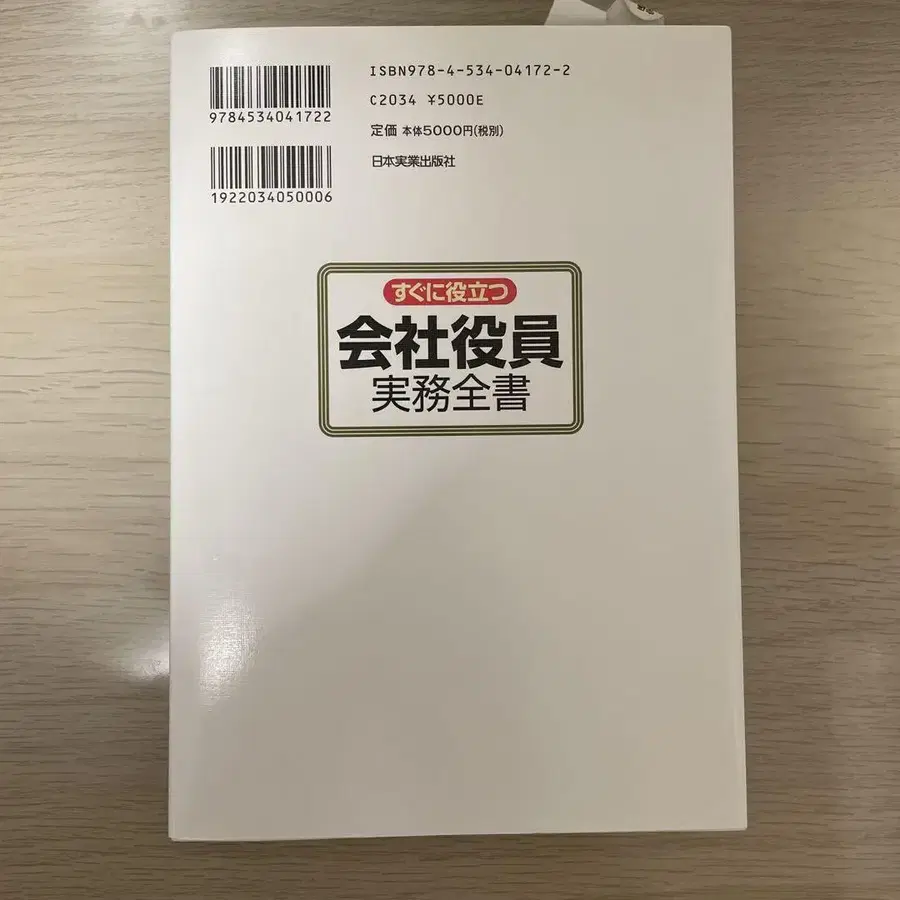 ISBN978-4-534-04172-2
9784534041722
C2034 ¥5000E
定価 本体5000円(税別)
日本実業出版社
1922034050006
すぐに役立つ
会社役員
実務全書